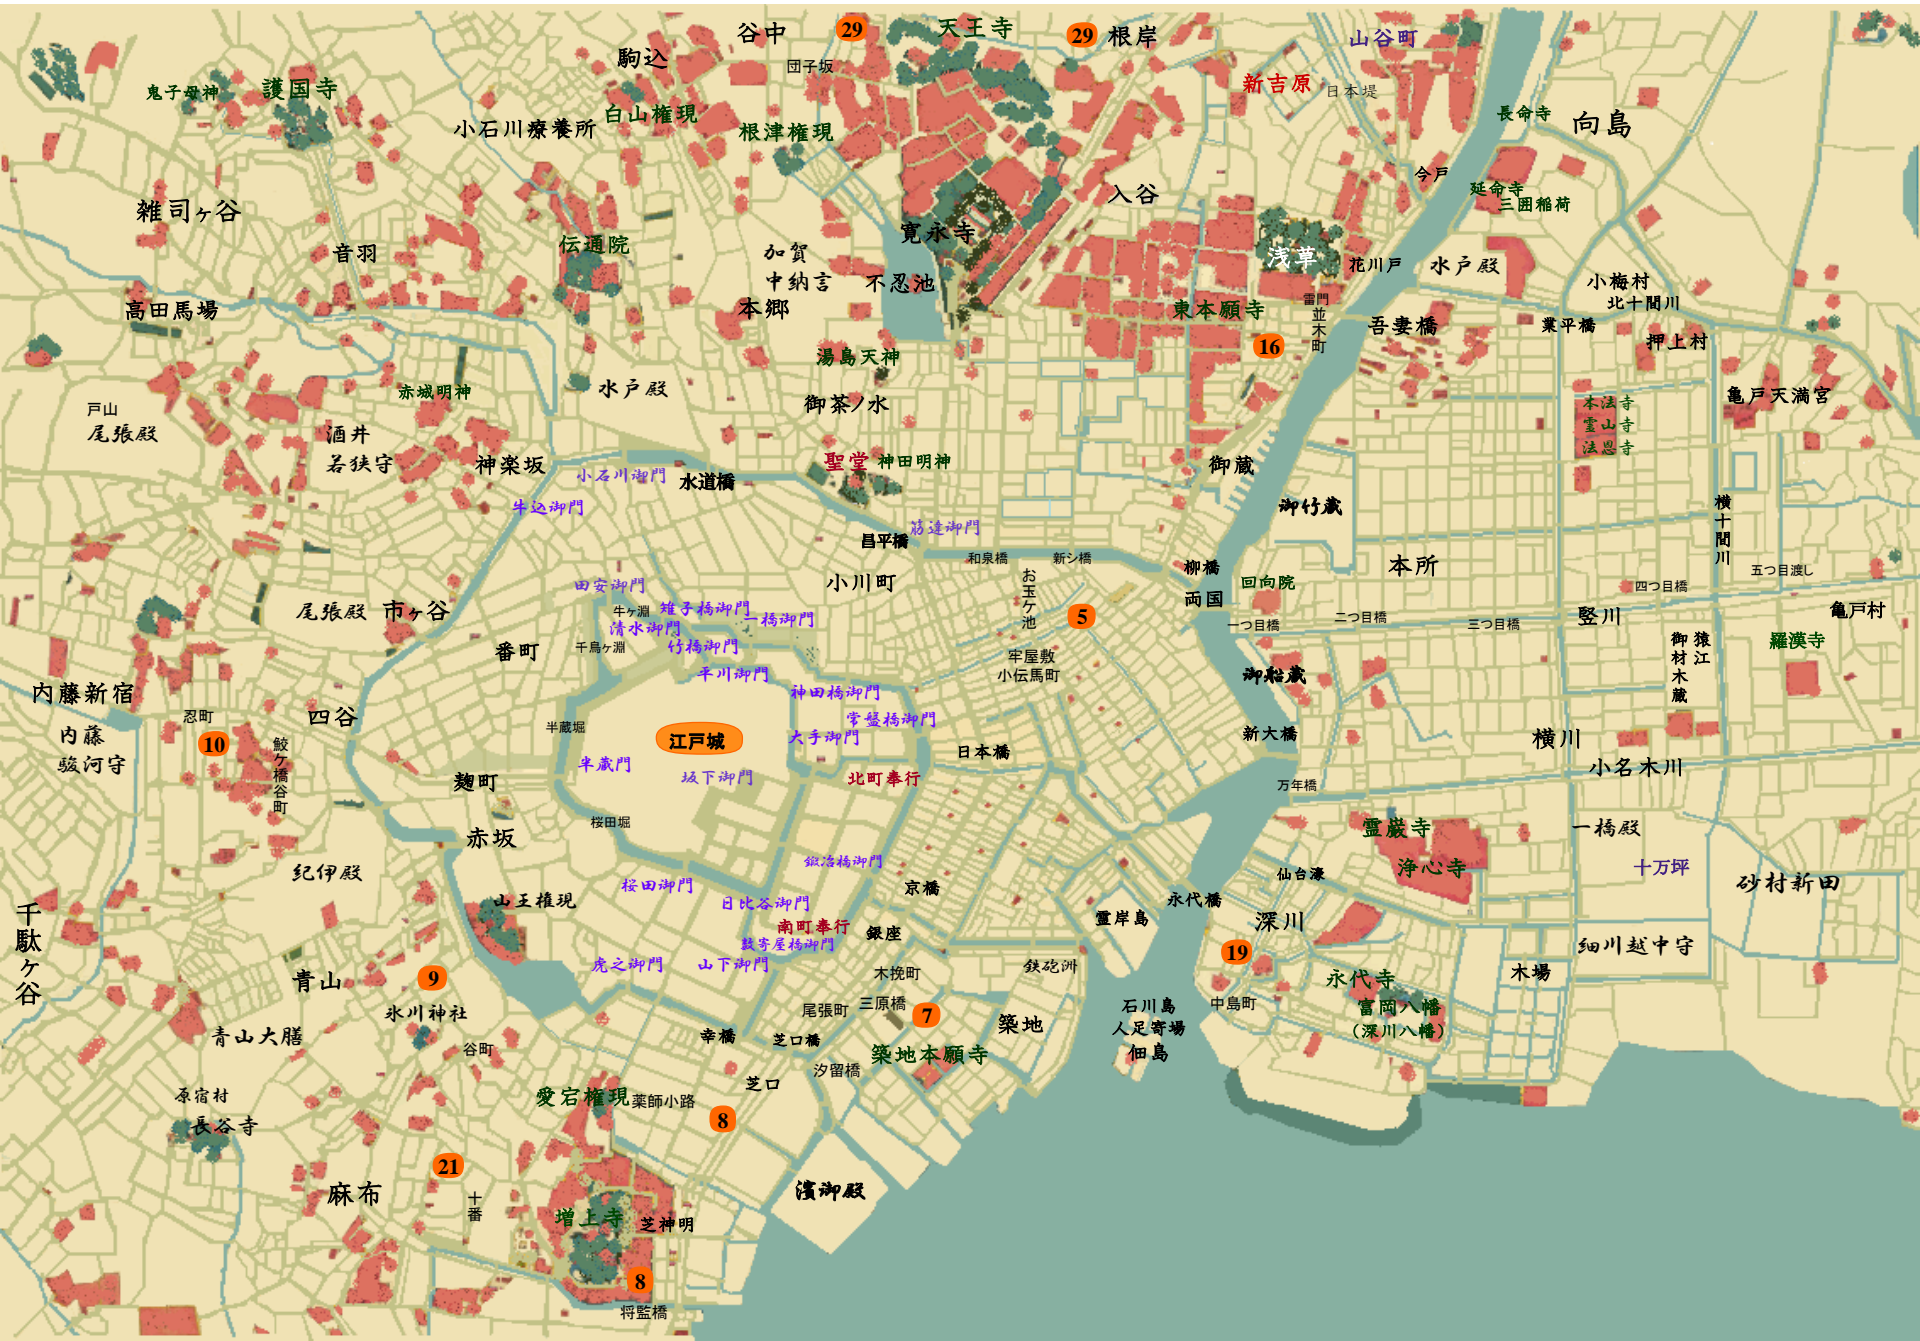 谷中
29
天王寺
29
根岸
山谷町
駒込
団子坂
新吉原
日本堤
鬼子母神
護国寺
白山権現
小石川療養所
根津権現
長命寺
向島
今戸
延命寺
三囲稲荷
入谷
雑司ヶ谷
音羽
伝通院
加賀
中納言
寛永寺
不忍池
浅草
花川戸
水戸殿
小梅村
北十間川
高田馬場
本郷
東本願寺
雷門
並木町
吾妻橋
業平橋
押上村
16
湯島天神
赤城明神
水戸殿
御茶ノ水
亀戸天満宮
本法寺
霊山寺
法恩寺
戸山
尾張殿
酒井
若狭守
神楽坂
小石川御門
水道橋
聖堂
神田明神
御蔵
牛込御門
御竹蔵
横十間川
筋違御門
昌平橋
和泉橋
新シ橋
柳橋
本所
五つ目渡し
小川町
お玉ケ池
回向院
四つ目橋
田安御門
両国
尾張殿
市ヶ谷
牛ヶ淵
雉子橋御門
一橋御門
5
一つ目橋
二つ目橋
三つ目橋
竪川
亀戸村
清水御門
番町
千鳥ヶ淵
竹橋御門
牢屋敷
小伝馬町
猿江
御材木蔵
羅漢寺
平川御門
御船蔵
内藤新宿
神田橋御門
忍町
四谷
半蔵堀
江戸城
常盤橋御門
大手御門
日本橋
新大橋
横川
内藤
駿河守
10
鮫ケ橋谷町
半蔵門
坂下御門
北町奉行
小名木川
麹町
万年橋
桜田堀
赤坂
霊巌寺
一橋殿
鍛冶橋御門
浄心寺
十万坪
紀伊殿
桜田御門
京橋
仙台濠
砂村新田
山王権現
日比谷御門
永代橋
千駄ヶ谷
南町奉行
銀座
霊岸島
深川
数寄屋橋御門
細川越中守
19
虎之御門
山下御門
木挽町
鉄砲洲
木場
青山
9
永代寺
尾張町
三原橋
石川島
人足寄場
佃島
中島町
富岡八幡
(深川八幡)
氷川神社
7
築地
青山大膳
幸橋
芝口橋
谷町
築地本願寺
汐留橋
芝口
原宿村
愛宕権現
薬師小路
8
長谷寺
21
麻布
十番
濱御殿
増上寺
芝神明
8
将監橋